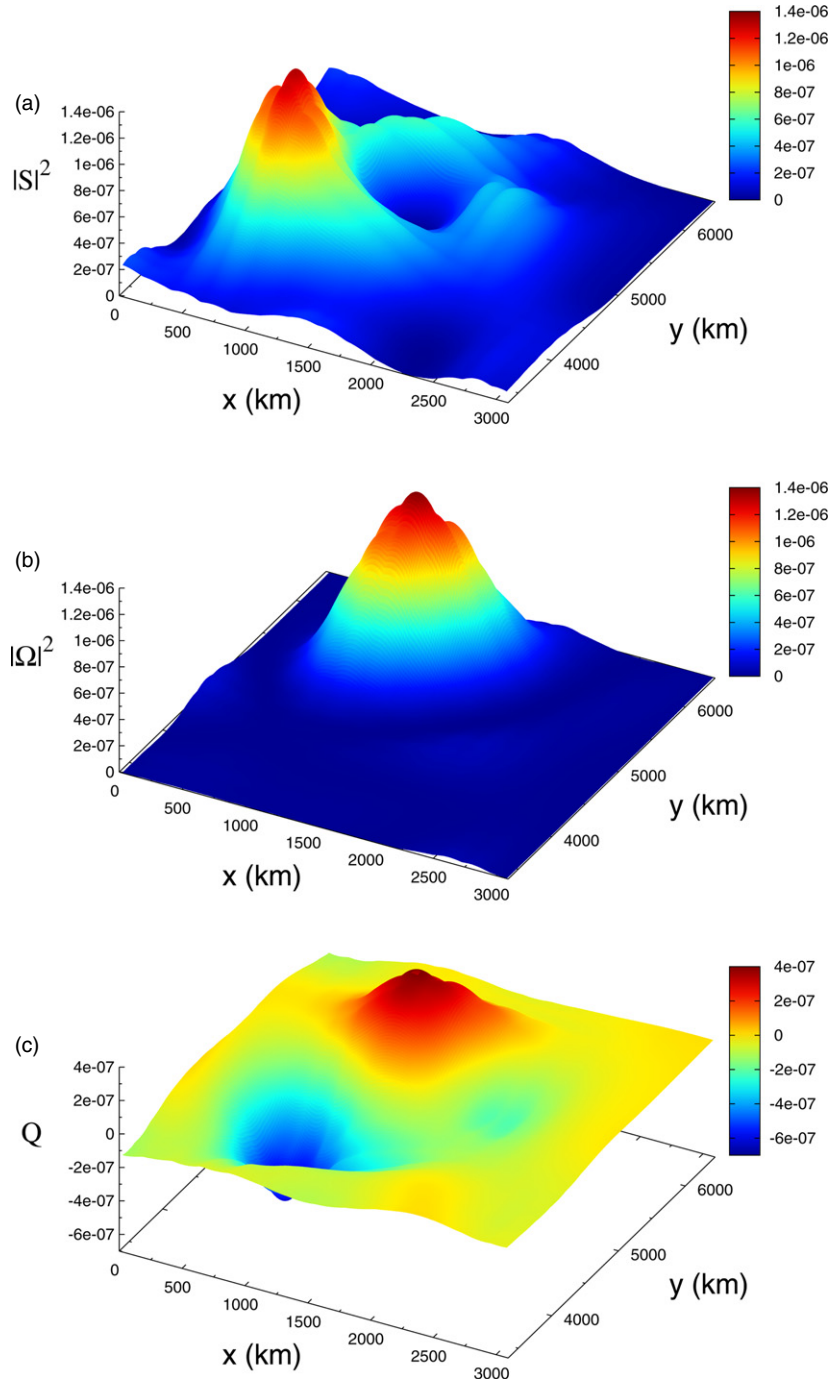 (a)
|S|²
1.4e-06
1.2e-06
1e-06
8e-07
6e-07
4e-07
2e-07
0
0
500
1000
1500
2000
2500
3000
x (km)
4000
5000
6000
y (km)
1.4e-06
1.2e-06
1e-06
8e-07
6e-07
4e-07
2e-07
0
(b)
|Ω|²
1.4e-06
1.2e-06
1e-06
8e-07
6e-07
4e-07
2e-07
0
0
500
1000
1500
2000
2500
3000
x (km)
4000
5000
6000
y (km)
1.4e-06
1.2e-06
1e-06
8e-07
6e-07
4e-07
2e-07
0
(c)
Q
4e-07
2e-07
0
-2e-07
-4e-07
-6e-07
0
500
1000
1500
2000
2500
3000
x (km)
4000
5000
6000
y (km)
4e-07
2e-07
0
-2e-07
-4e-07
-6e-07